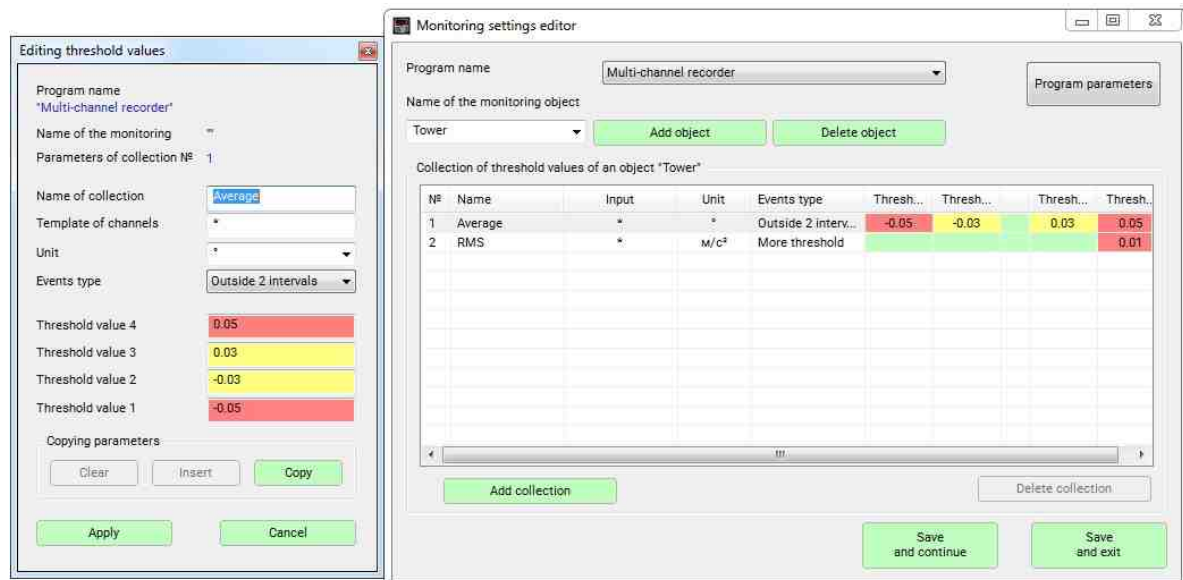 Editing threshold values
Program name
"Multi-channel recorder"
Name of the monitoring ""
Parameters of collection № 1
Name of collection Average
Template of channels *
Unit °
Events type Outside 2 intervals
Threshold value 4 0.05
Threshold value 3 0.03
Threshold value 2 -0.03
Threshold value 1 -0.05
Copying parameters
Clear Insert Copy
Apply Cancel
Monitoring settings editor
Program name Multi-channel recorder Program parameters
Name of the monitoring object
Tower Add object Delete object
Collection of threshold values of an object "Tower"
№ Name Input Unit Events type Thresh... Thresh... Thresh... Thresh..
1 Average * ° Outside 2 interv... -0.05 -0.03 0.03 0.05
2 RMS * м/с² More threshold 0.01
Add collection Delete collection
Save
and continue
Save
and exit